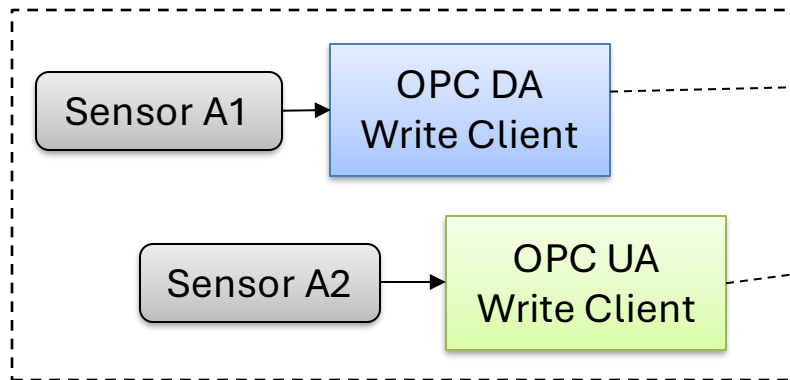 Sensor A1
OPC DA
Write Client
Sensor A2
OPC UA
Write Client